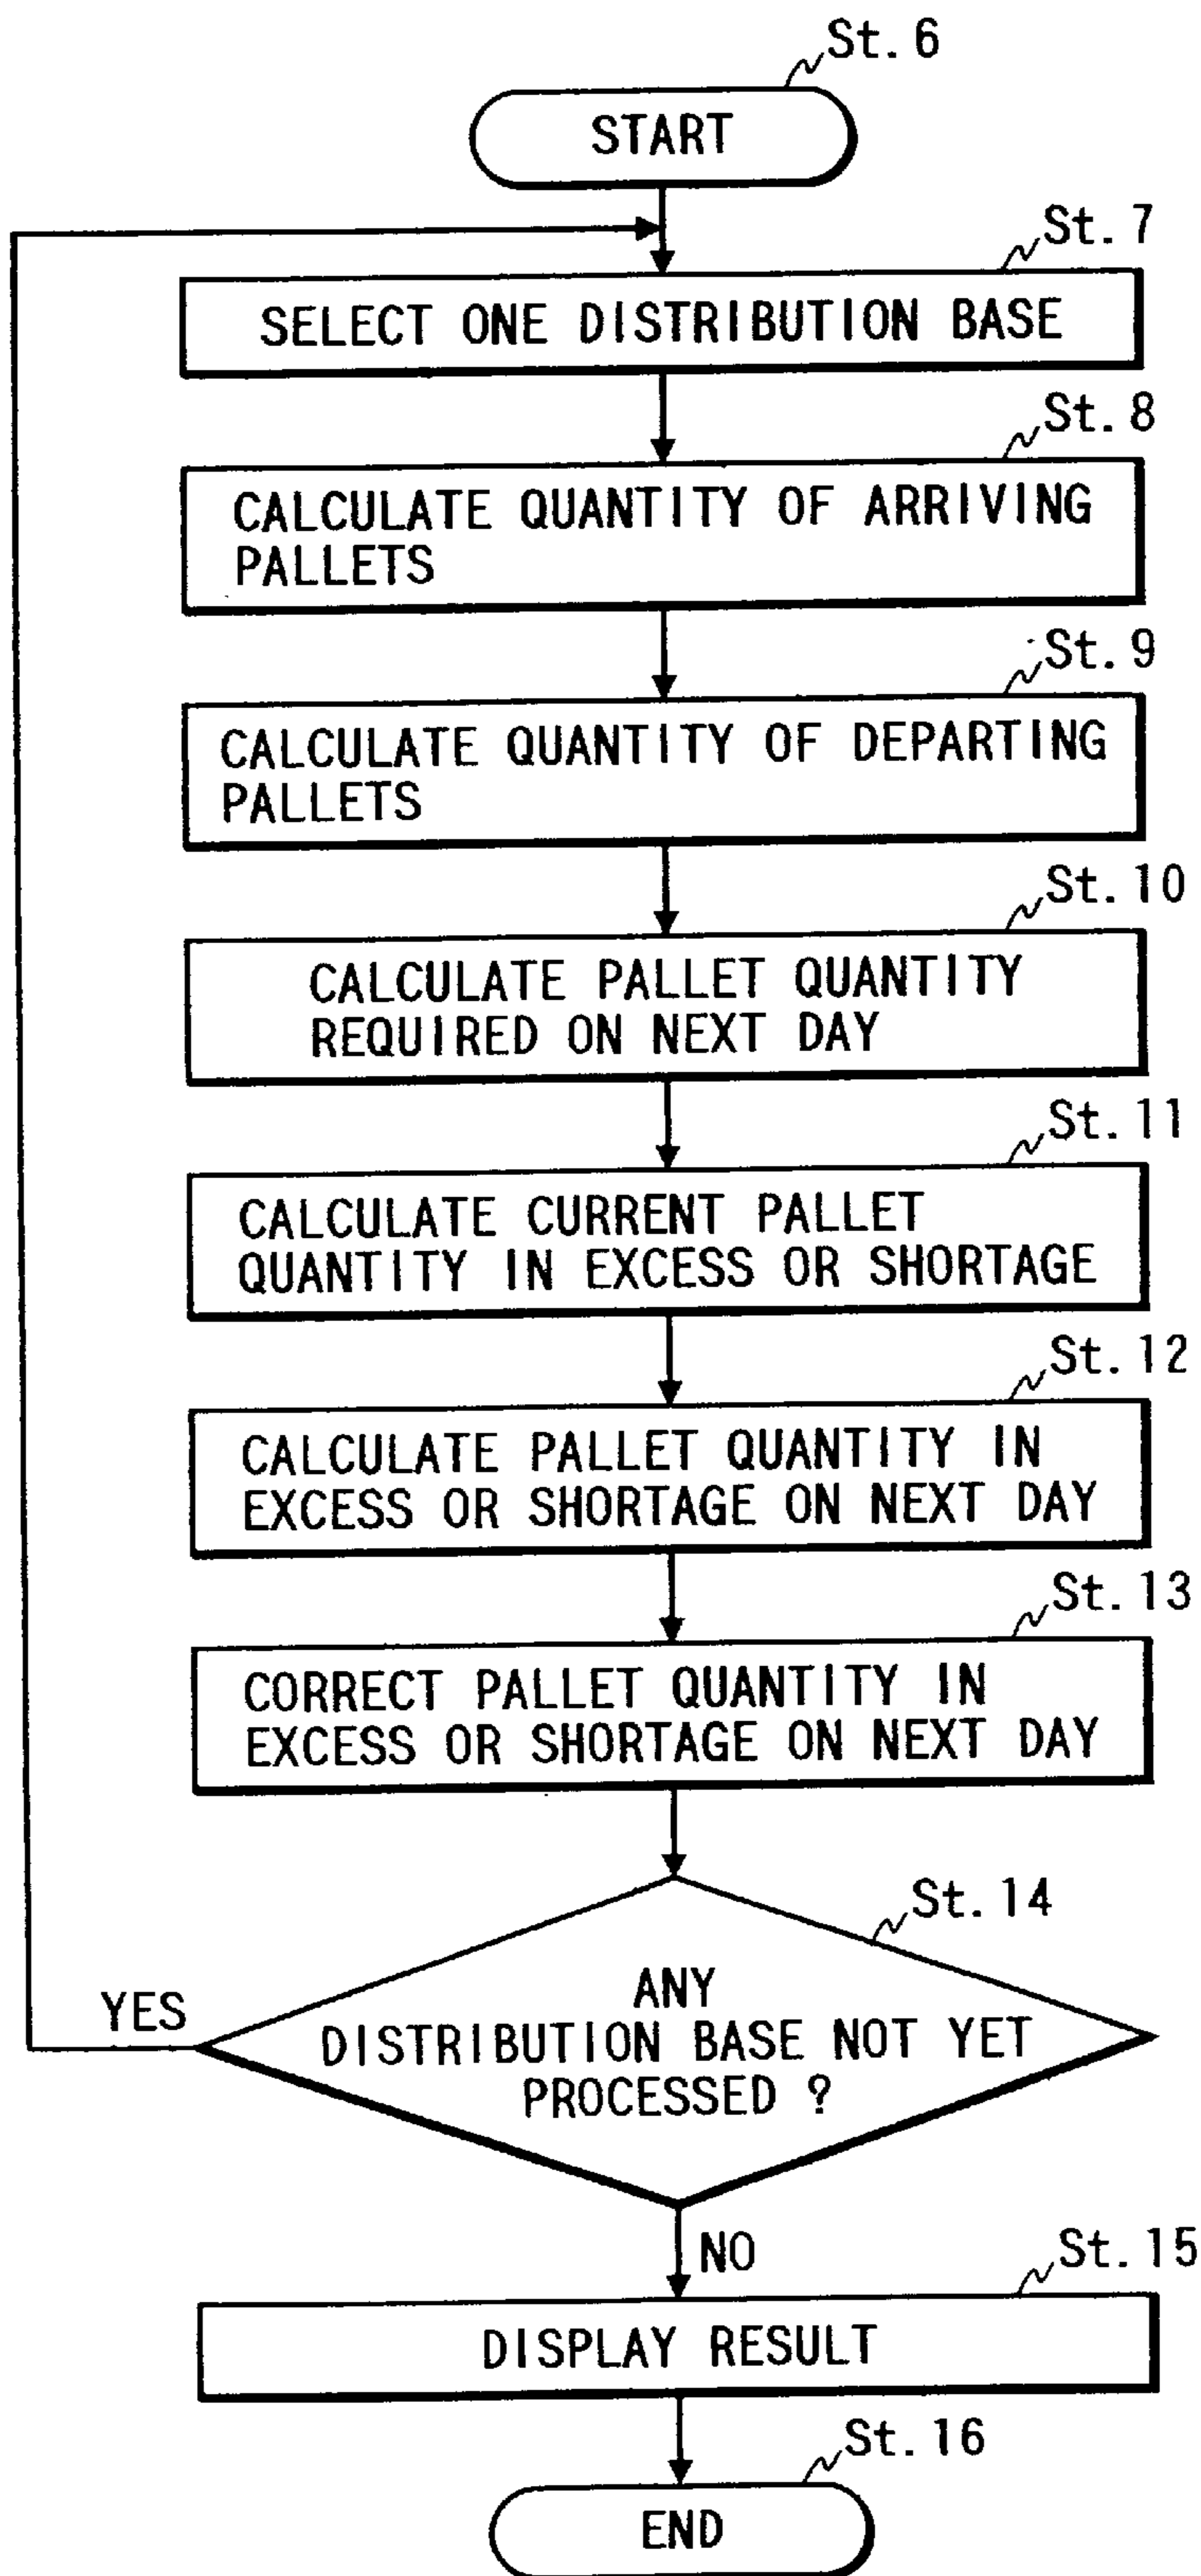 St. 6
START
St. 7
SELECT ONE DISTRIBUTION BASE
St. 8
CALCULATE QUANTITY OF ARRIVING
PALLETS
St. 9
CALCULATE QUANTITY OF DEPARTING
PALLETS
St. 10
CALCULATE PALLET QUANTITY
REQUIRED ON NEXT DAY
St. 11
CALCULATE CURRENT PALLET
QUANTITY IN EXCESS OR SHORTAGE
St. 12
CALCULATE PALLET QUANTITY IN
EXCESS OR SHORTAGE ON NEXT DAY
St. 13
CORRECT PALLET QUANTITY IN
EXCESS OR SHORTAGE ON NEXT DAY
St. 14
ANY
DISTRIBUTION BASE NOT YET
PROCESSED ?
YES
NO
St. 15
DISPLAY RESULT
St. 16
END